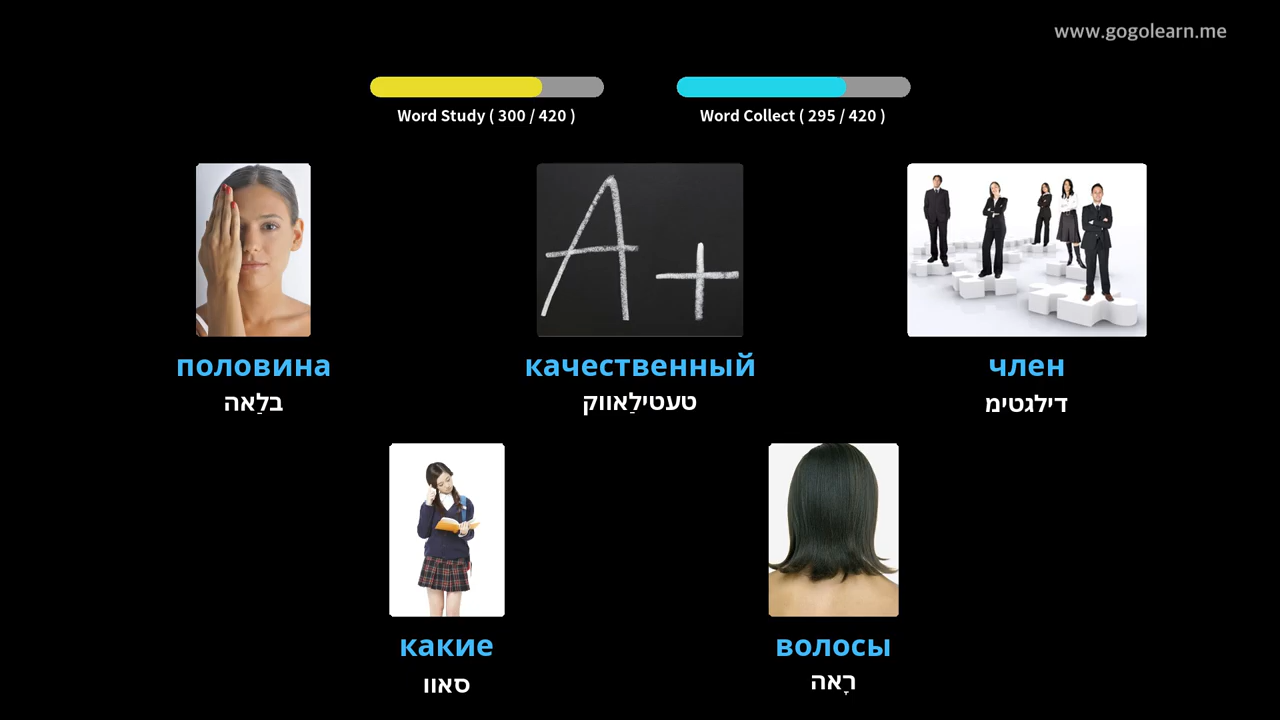 www.gogolearn.me
Word Study ( 300 / 420 )
Word Collect ( 295 / 420 )
половина
בלַאה
качественный
טעטילַאווק
член
דילגטימ
какие
סאוו
волосы
רָאה